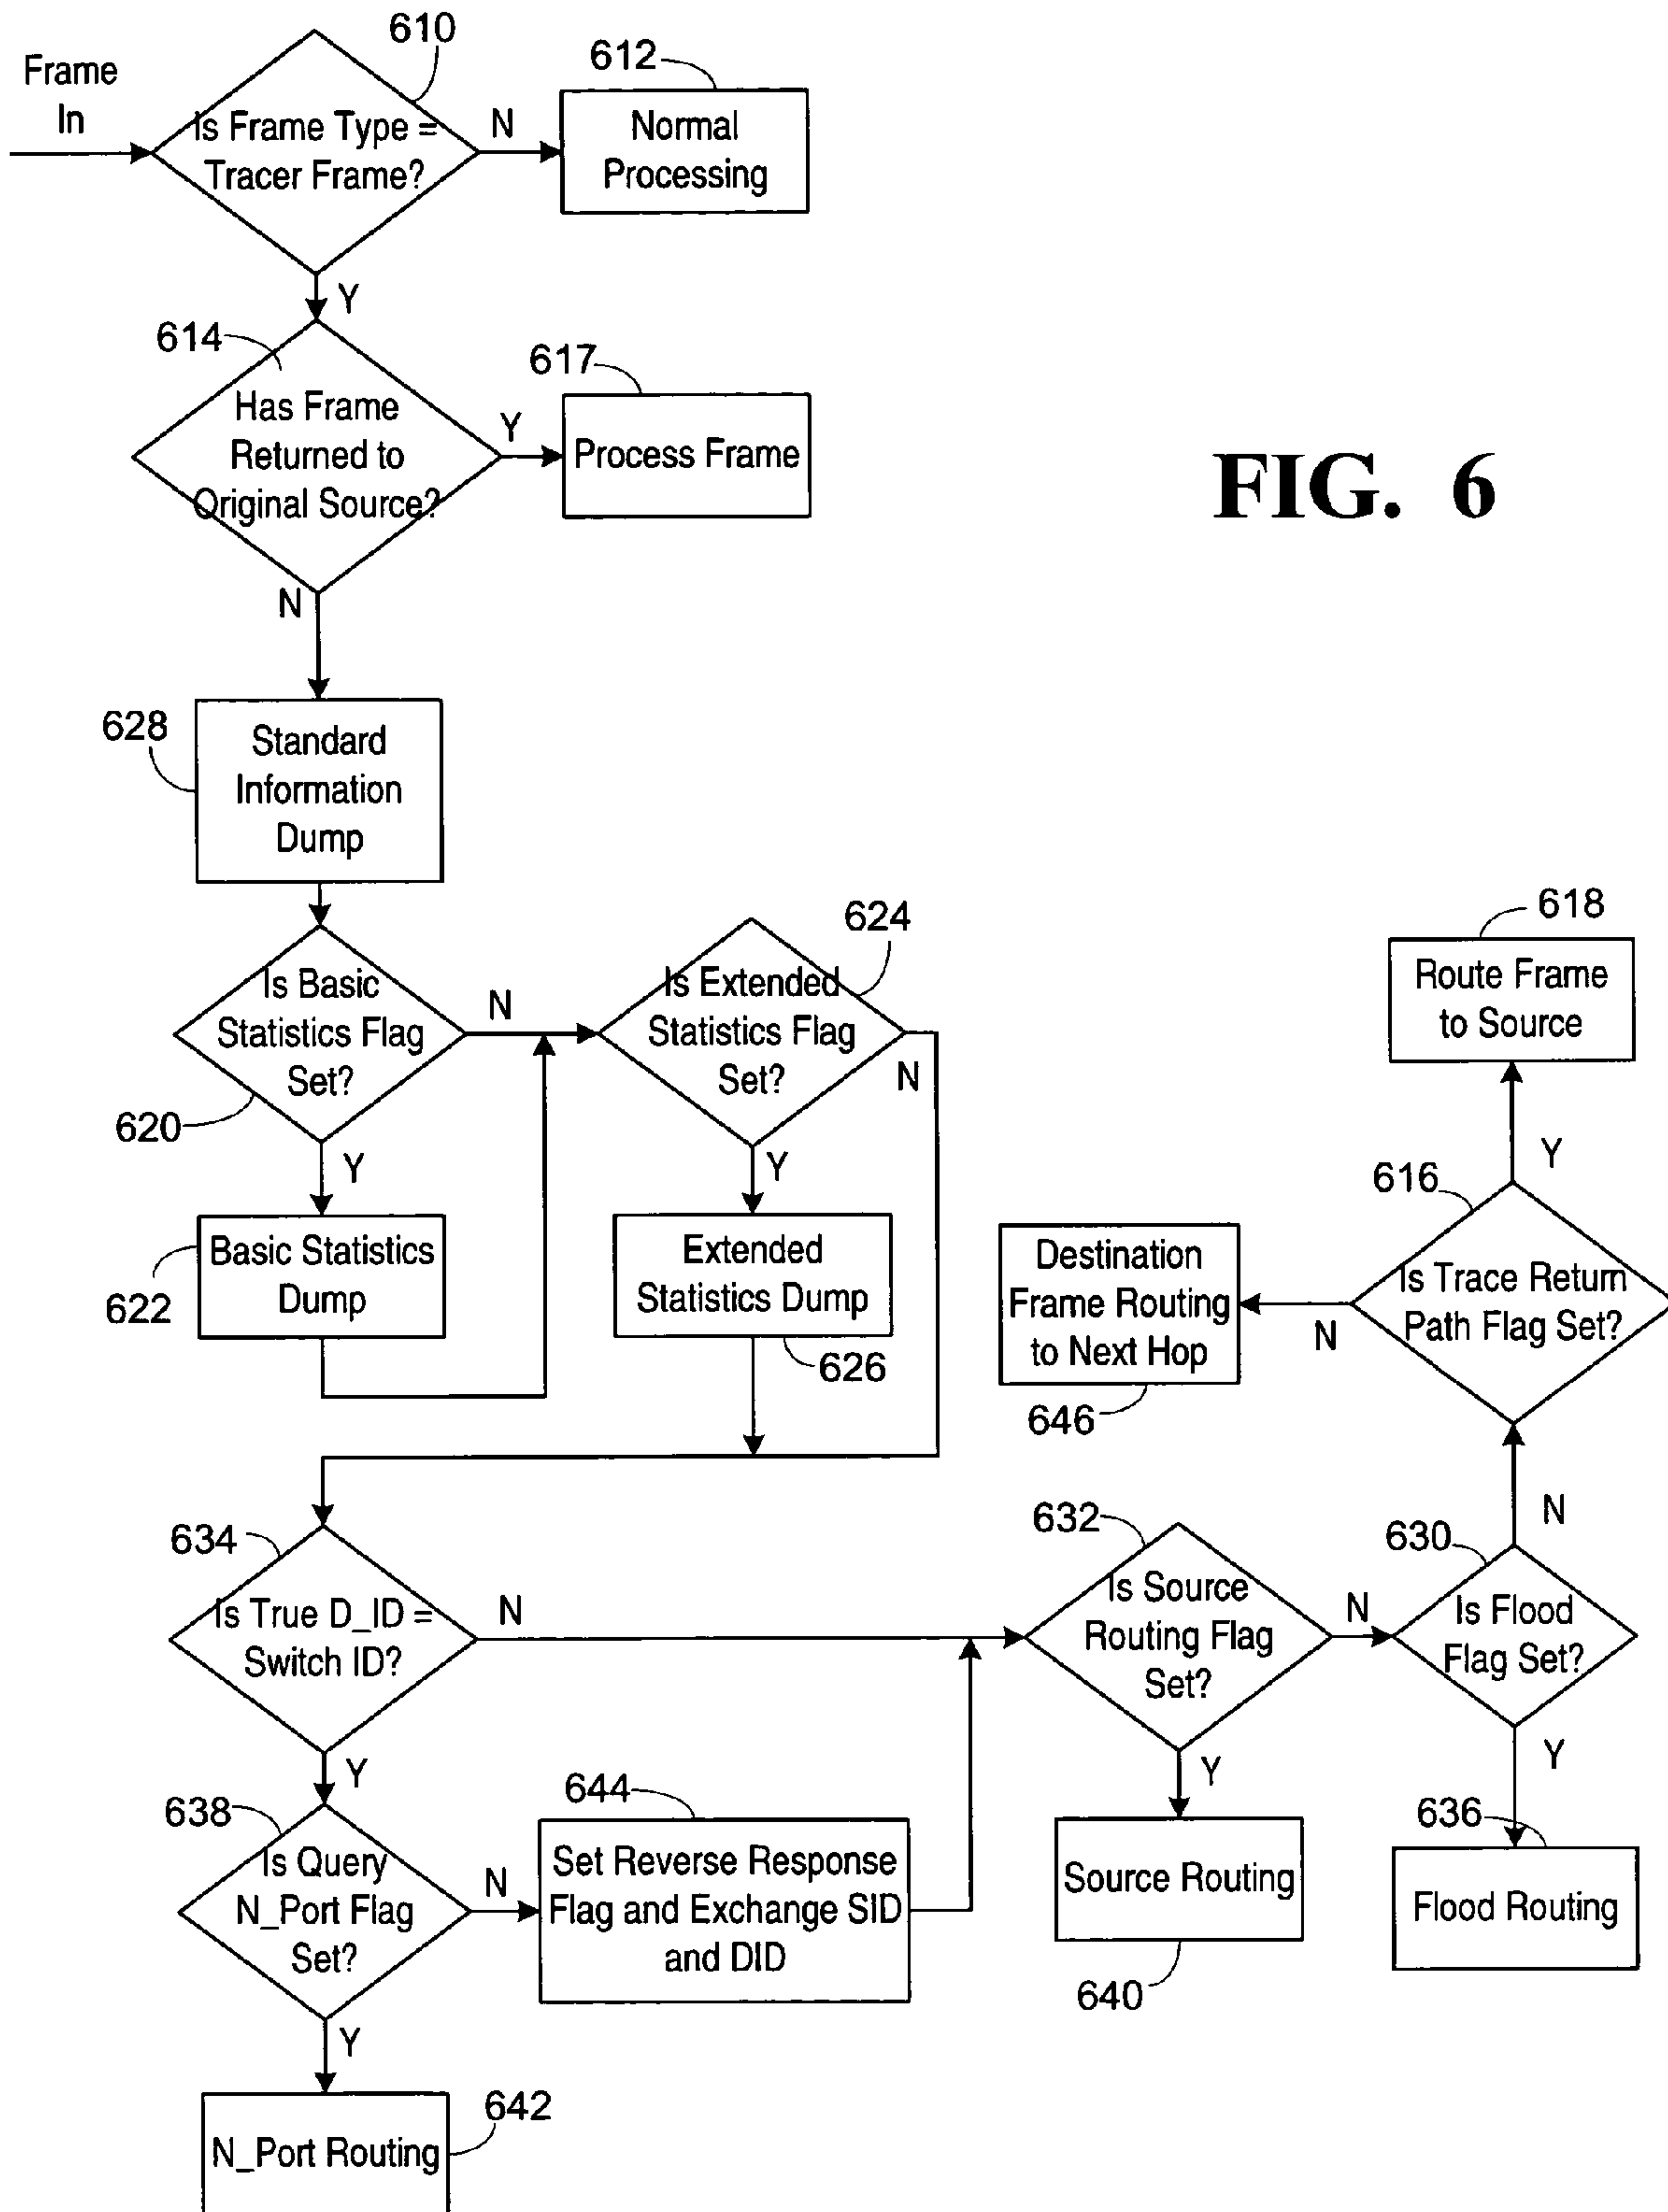 610
Frame
In
Is Frame Type =
Tracer Frame?
N
612
Normal
Processing
Y
614
Has Frame
Returned to
Original Source?
Y
617
Process Frame
FIG. 6
N
628
Standard
Information
Dump
Is Basic
Statistics Flag
Set?
620
N
624
Is Extended
Statistics Flag
Set?
N
Y
622
Basic Statistics
Dump
Y
Extended
Statistics Dump
626
618
Route Frame
to Source
Y
616
Is Trace Return
Path Flag Set?
N
Destination
Frame Routing
to Next Hop
646
N
634
Is True D_ID =
Switch ID?
N
632
Is Source
Routing Flag
Set?
N
630
Is Flood
Flag Set?
Y
638
Is Query
N_Port Flag
Set?
N
644
Set Reverse Response
Flag and Exchange SID
and DID
Y
Source Routing
640
Y
636
Flood Routing
Y
642
N_Port Routing